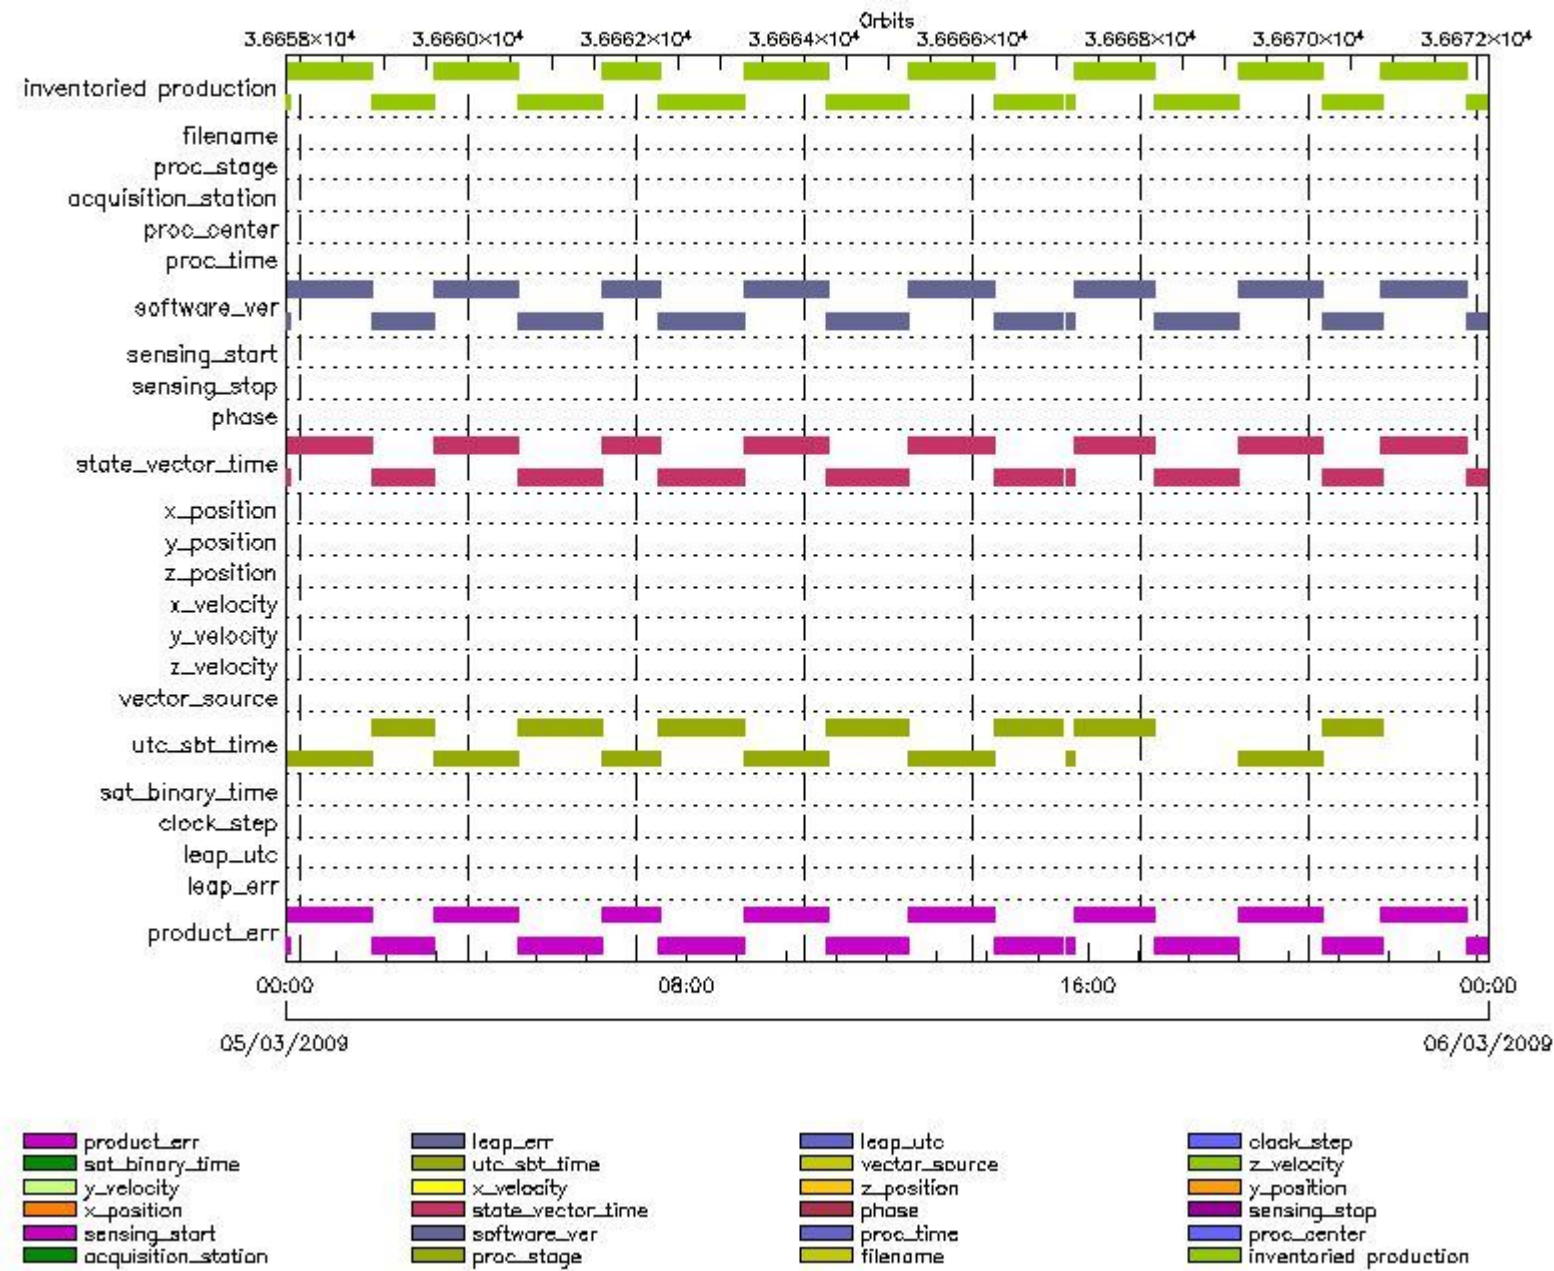 Orbits
3.6658×10⁴ 3.6660×10⁴ 3.6662×10⁴ 3.6664×10⁴ 3.6666×10⁴ 3.6668×10⁴ 3.6670×10⁴ 3.6672×10⁴
inventoried production
filename
proc_stage
acquisition_station
proc_center
proc_time
software_ver
sensing_start
sensing_stop
phase
state_vector_time
x_position
y_position
z_position
x_velocity
y_velocity
z_velocity
vector_source
utc_sbt_time
sat_binary_time
clock_step
leap_utc
leap_err
product_err
00:00 08:00 16:00 00:00
05/03/2009 06/03/2009
product_err leap_err leap_utc clock_step
sat_binary_time utc_sbt_time vector_source z_velocity
y_velocity x_velocity z_position y_position
x_position state_vector_time phase sensing_stop
sensing_start software_ver proc_time proc_center
acquisition_station proc_stage filename inventoried production